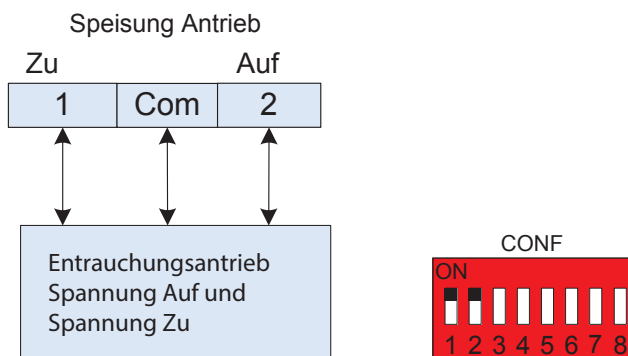 Speisung Antrieb
Zu Auf
1 Com 2
Entrauchungsantrieb
Spannung Auf und
Spannung Zu
CONF
ON
1 2 3 4 5 6 7 8